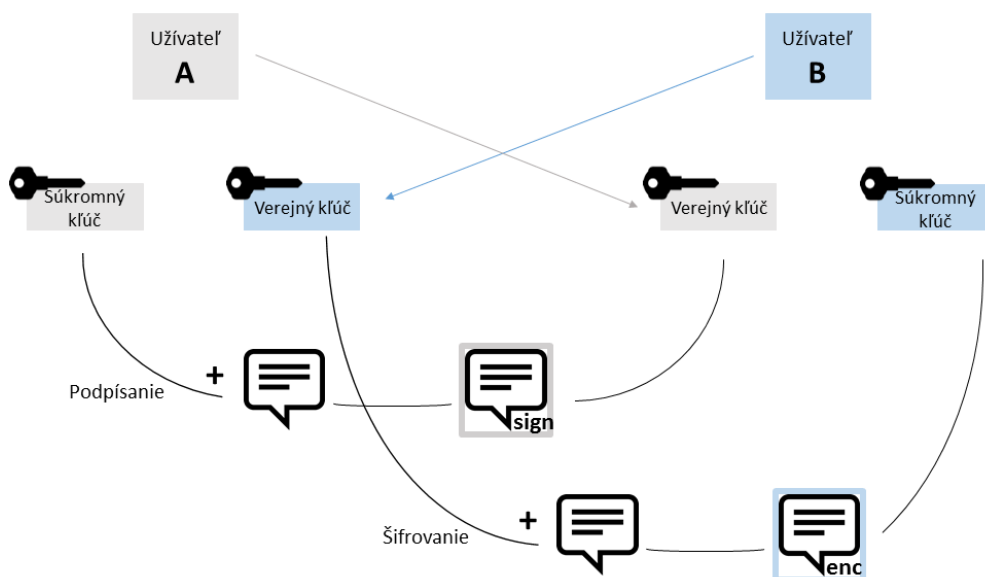 Užívateľ
A
Užívateľ
B
Súkromný
kľúč
Verejný kľúč
Verejný kľúč
Súkromný
kľúč
+
Podpísanie
sign
+
Šifrovanie
enc